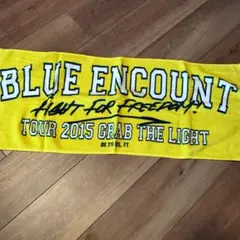 BLUE ENCOUNT
FIGHT FOR FREEDOM!
TOUR 2015 GRAB THE LIGHT